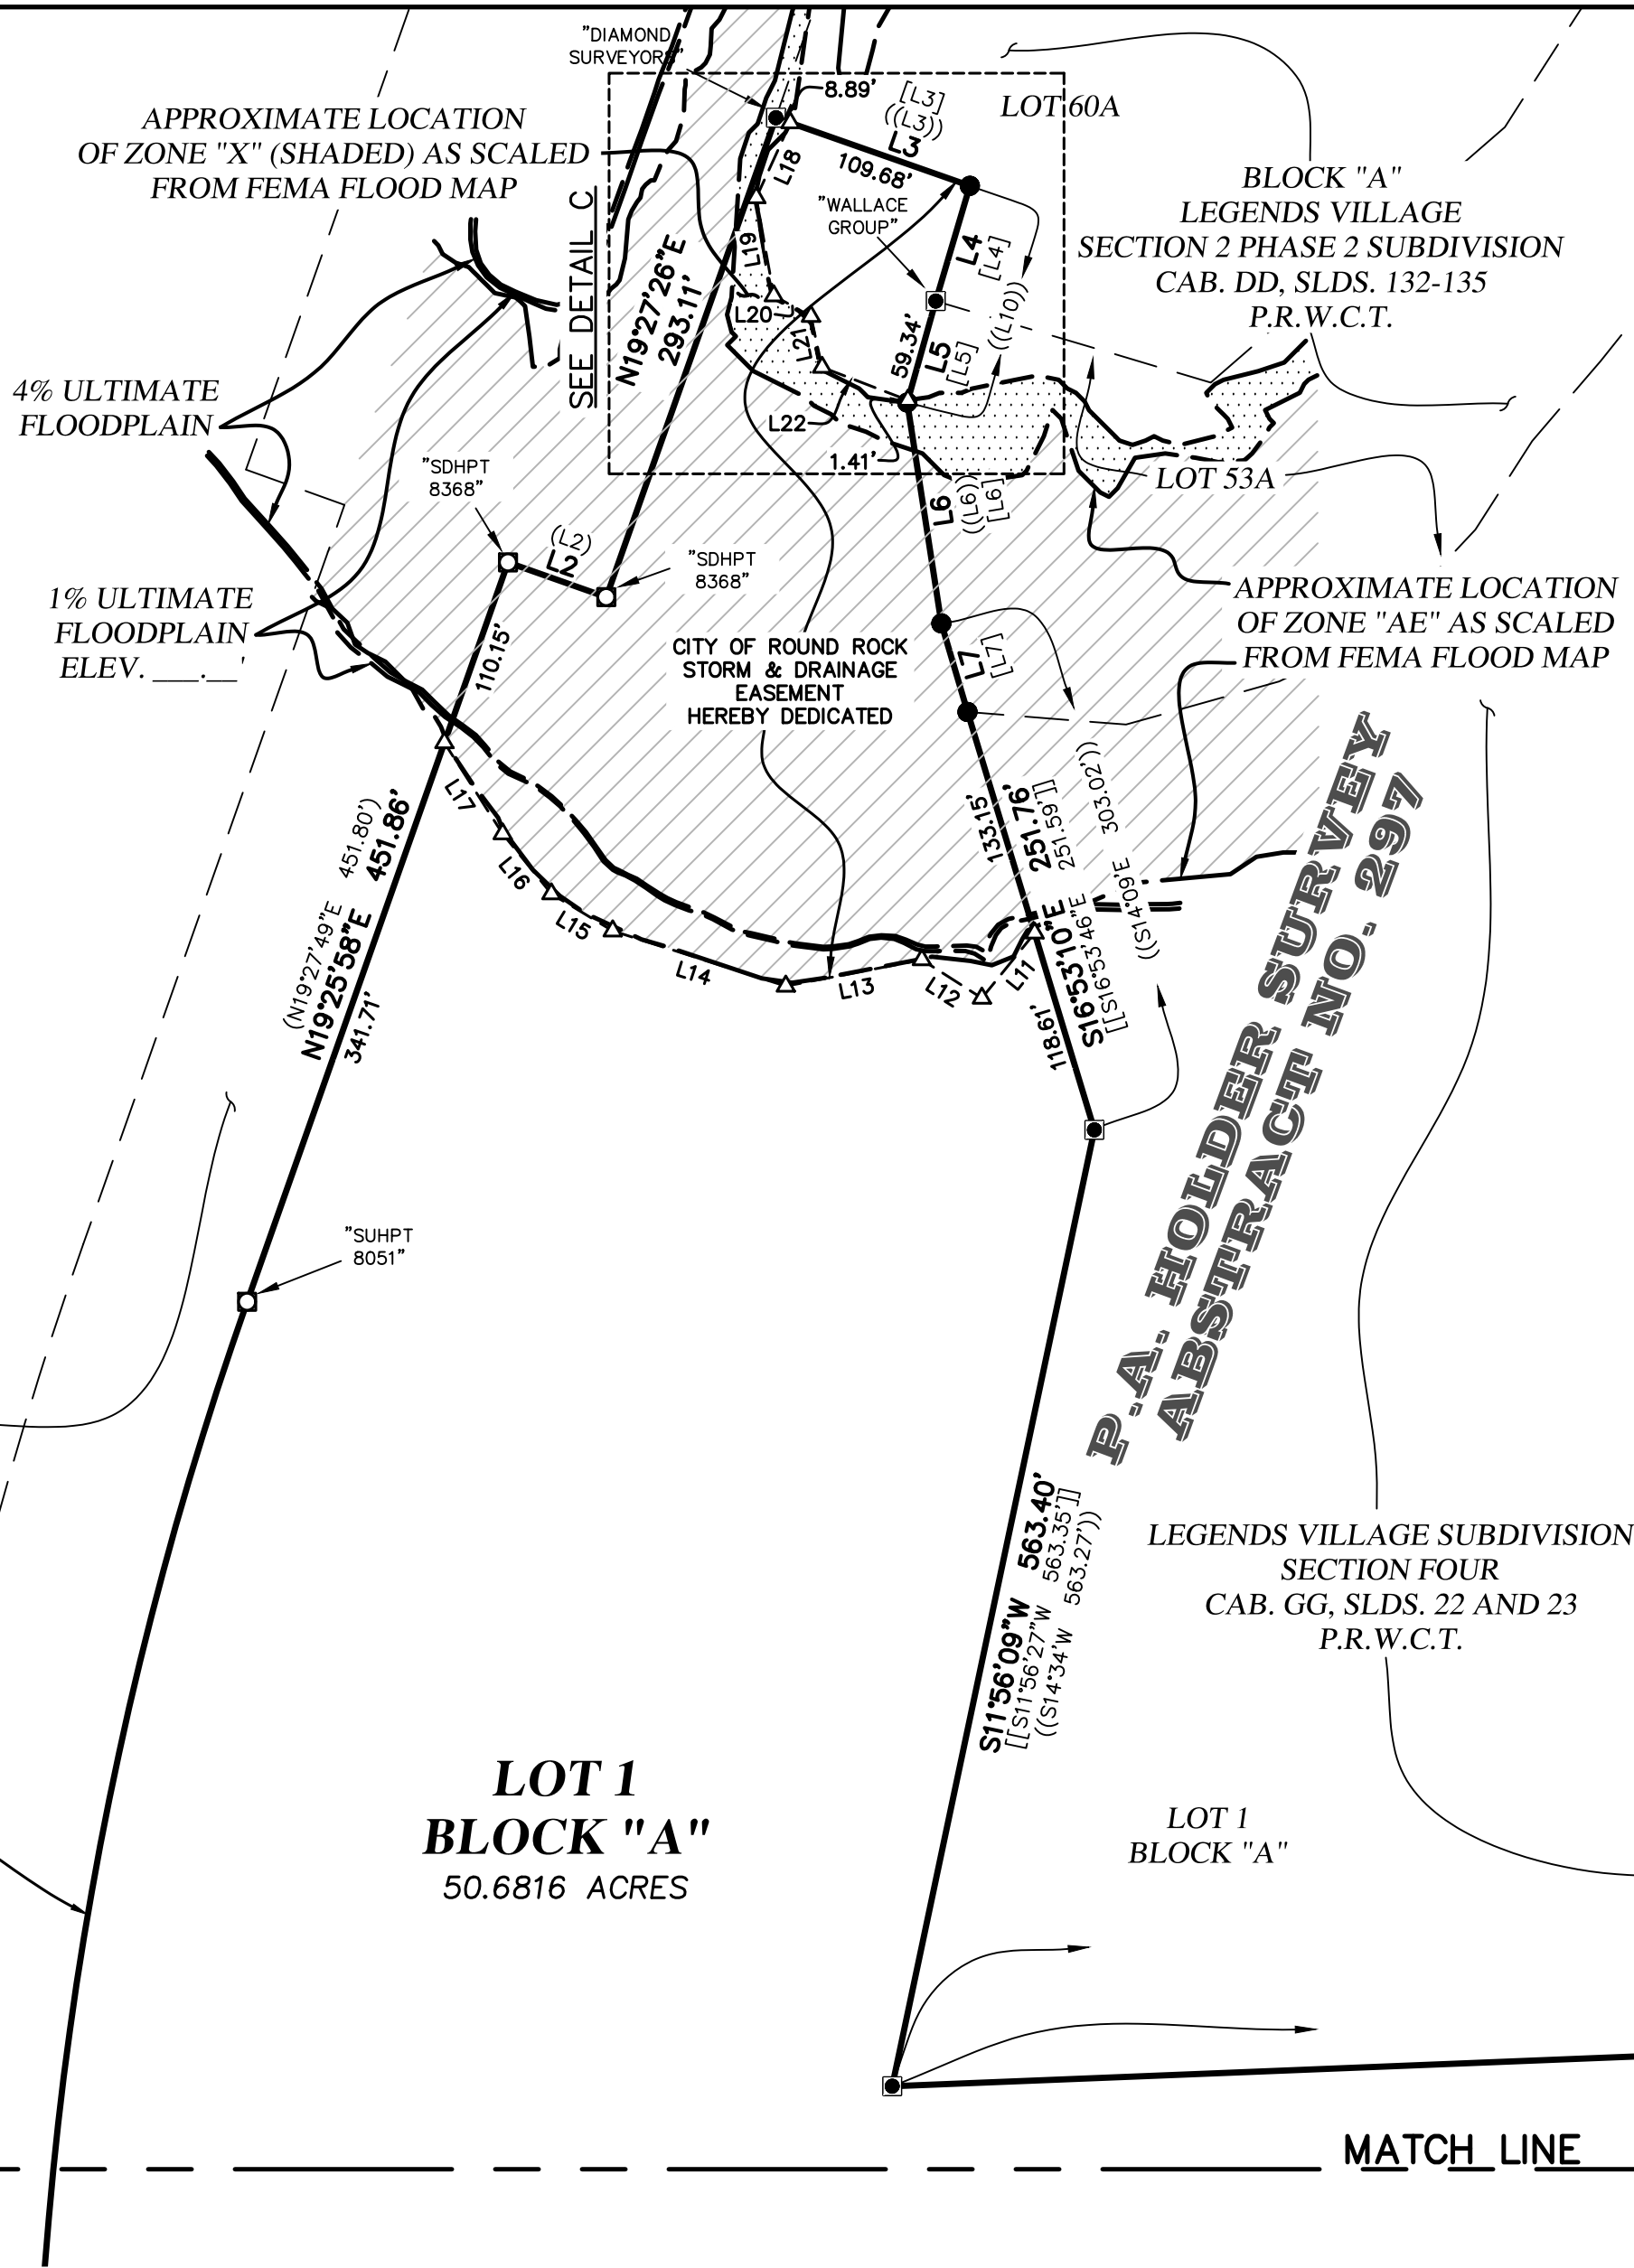 "DIAMOND
SURVEYORS"
8.89'
[L3]
((L3))
L3
109.68'
LOT 60A
APPROXIMATE LOCATION
OF ZONE "X" (SHADED) AS SCALED
FROM FEMA FLOOD MAP
L18
"WALLACE
GROUP"
BLOCK "A"
LEGENDS VILLAGE
SECTION 2 PHASE 2 SUBDIVISION
CAB. DD, SLDS. 132-135
P.R.W.C.T.
SEE DETAIL C
N19°27'26"E
293.11'
L19
L4
[L4]
((L10))
L20
L21
59.34'
L5
[L5]
L22
1.41'
4% ULTIMATE
FLOODPLAIN
"SDHPT
8368"
LOT 53A
L6
((L6))
[L6]
(L2)
L2
"SDHPT
8368"
1% ULTIMATE
FLOODPLAIN
ELEV. ___.__'
APPROXIMATE LOCATION
OF ZONE "AE" AS SCALED
FROM FEMA FLOOD MAP
110.15'
CITY OF ROUND ROCK
STORM & DRAINAGE
EASEMENT
HEREBY DEDICATED
L7
[L7]
L17
L16
L15
L14
L13
L12
L11
(N19°27'49"E 451.80')
N19°25'58"E 451.86'
341.71'
133.15'
118.61'
S16°53'10"E 251.76'
[[S16°53'46"E 251.59']]
((S14°09'E 303.02'))
P.A. HOLDER SURVEY
ABSTRACT NO. 297
"SUHPT
8051"
S11°56'09"W 563.40'
[[S11°56'27"W 563.35']]
((S14°34'W 563.27'))
LEGENDS VILLAGE SUBDIVISION
SECTION FOUR
CAB. GG, SLDS. 22 AND 23
P.R.W.C.T.
LOT 1
BLOCK "A"
50.6816 ACRES
LOT 1
BLOCK "A"
MATCH LINE